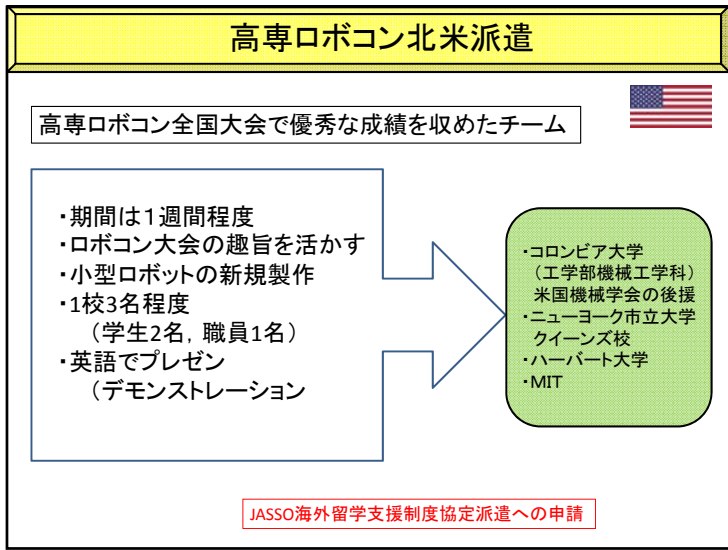 高専ロボコン北米派遣
高専ロボコン全国大会で優秀な成績を収めたチーム
・期間は１週間程度
・ロボコン大会の趣旨を活かす
・小型ロボットの新規製作
・1校3名程度
（学生2名，職員1名）
・英語でプレゼン
（デモンストレーション
・コロンビア大学
（工学部機械工学科）
米国機械学会の後援
・ニューヨーク市立大学
クイーンズ校
・ハーバート大学
・MIT
JASSO海外留学支援制度協定派遣への申請